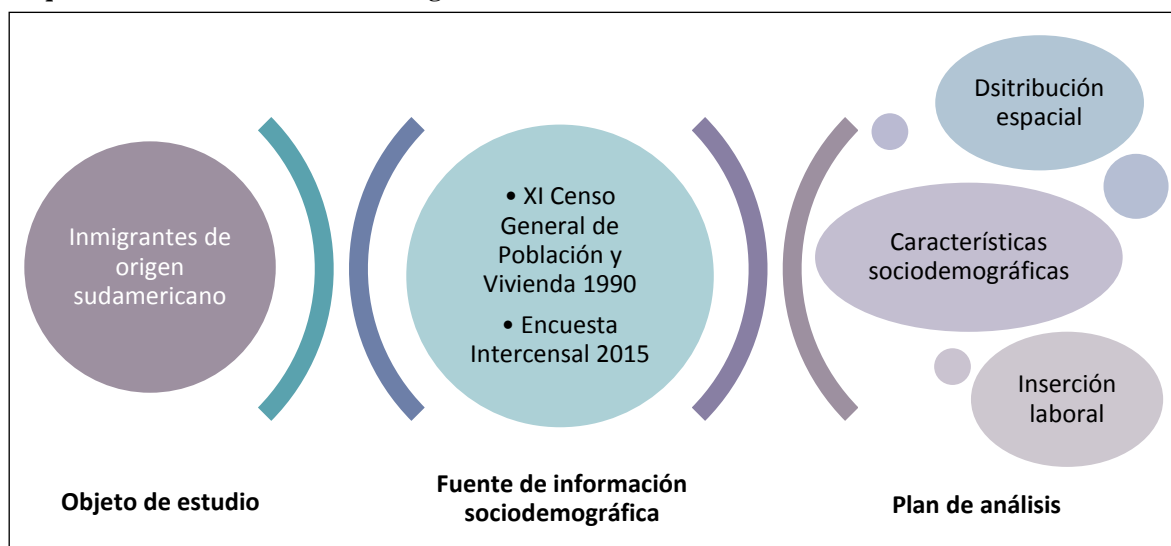 Inmigrantes de
origen
sudamericano
• XI Censo
General de
Población y
Vivienda 1990
• Encuesta
Intercensal 2015
Dsitribución
espacial
Características
sociodemográficas
Inserción
laboral
Objeto de estudio
Fuente de información
sociodemográfica
Plan de análisis